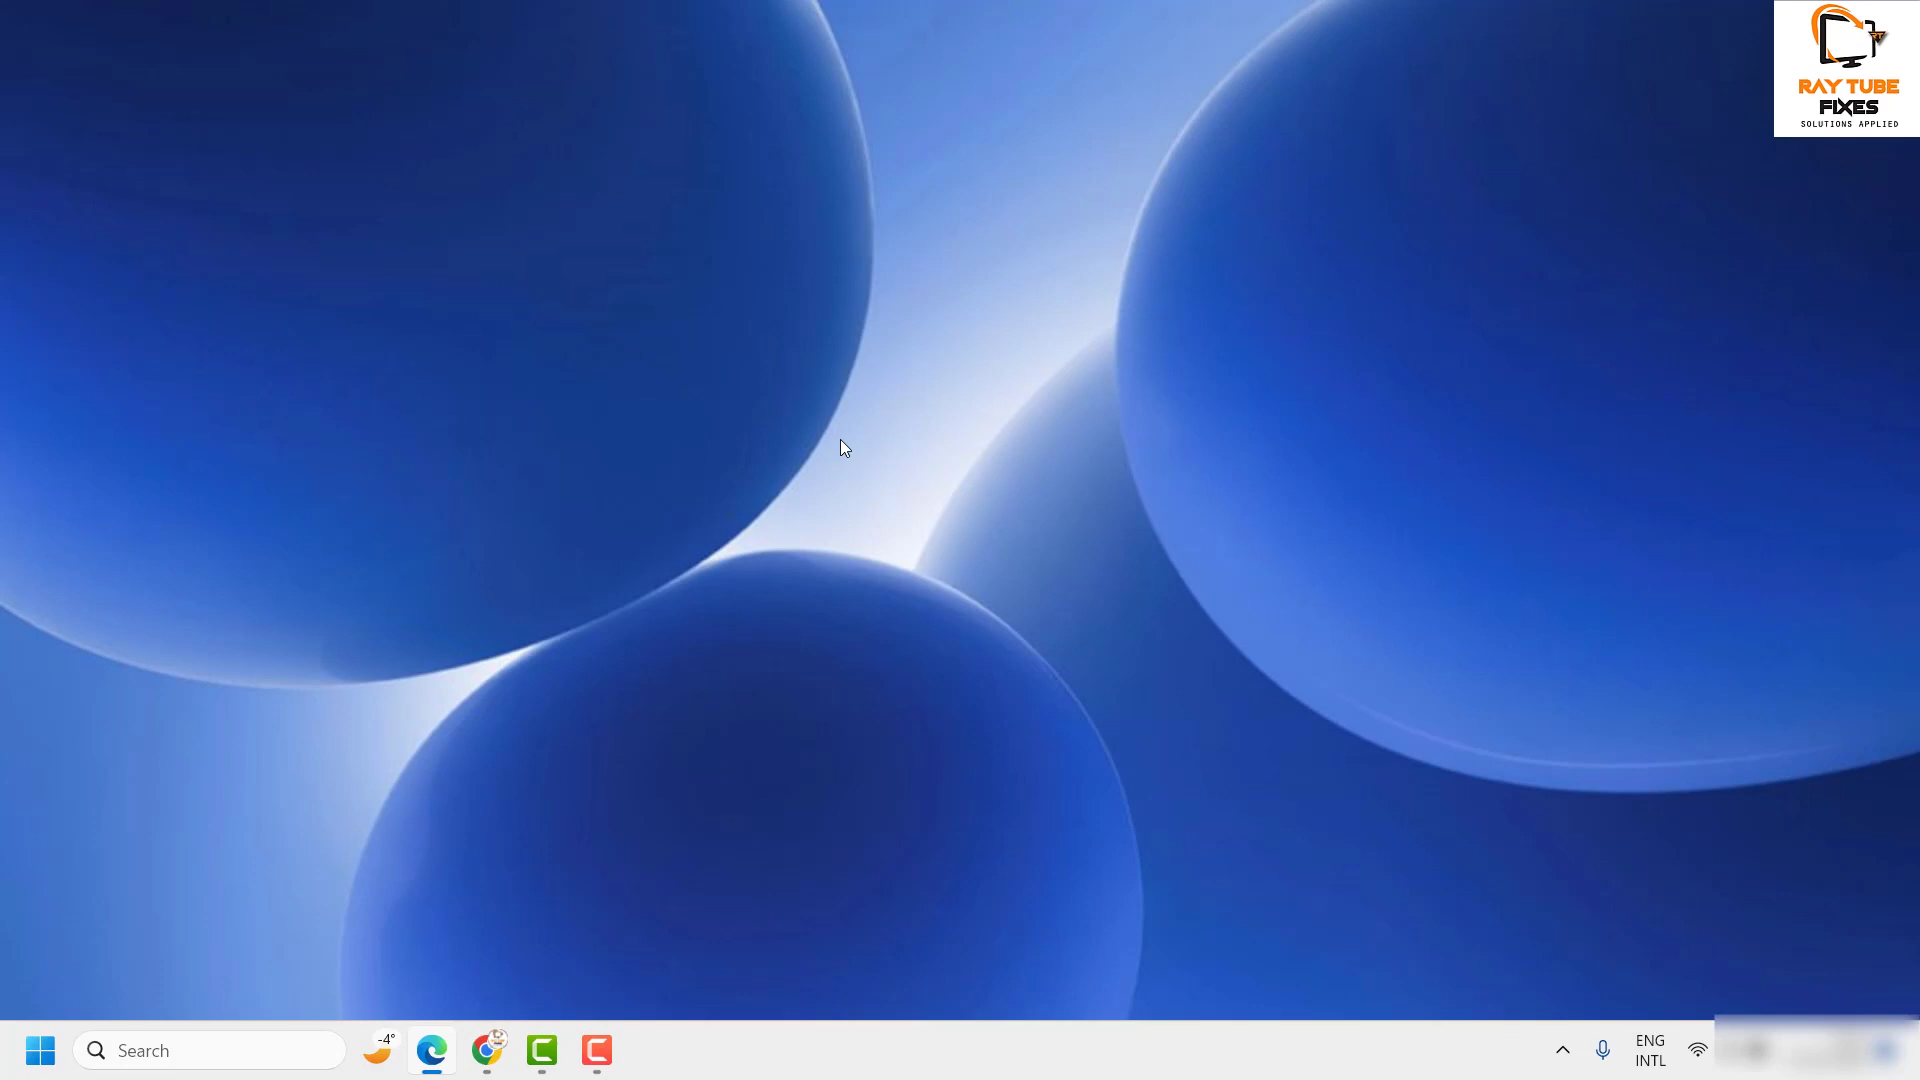 RAY TUBE
FIXES
SOLUTIONS APPLIED
Search
-4°
ENG
INTL